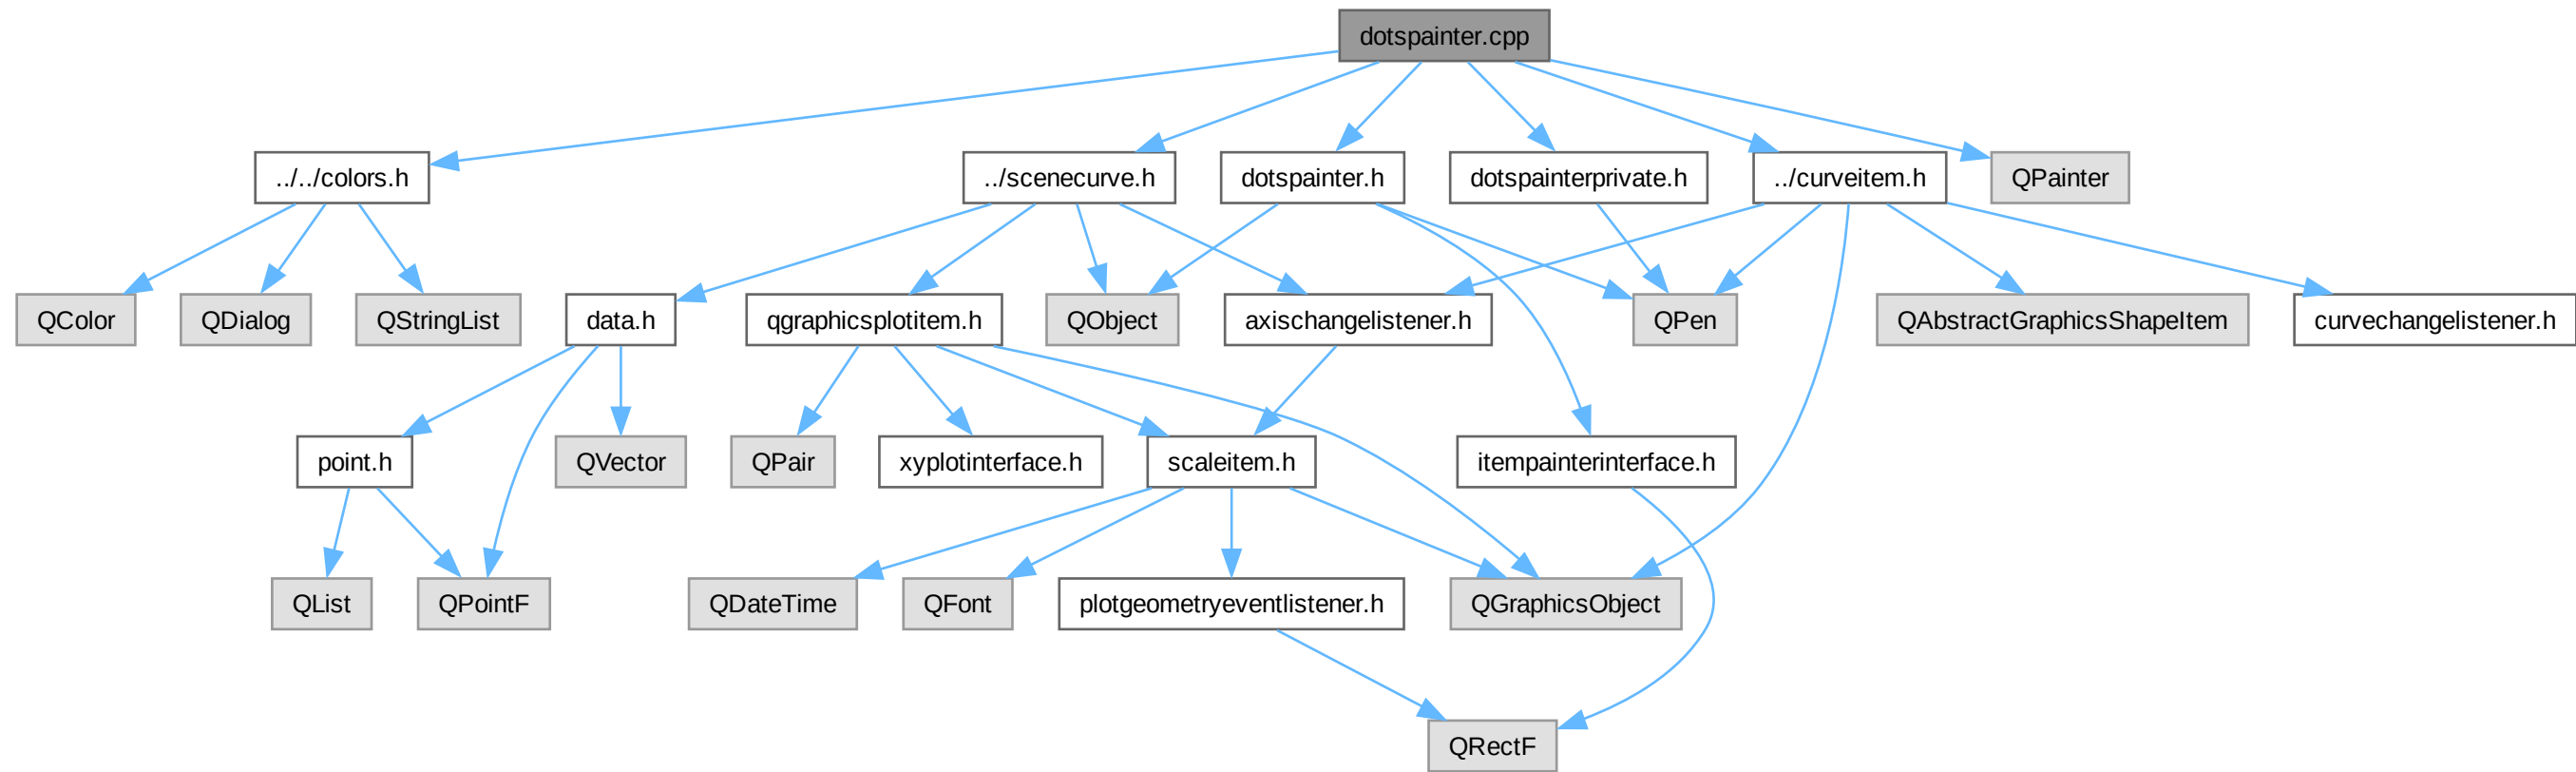 dotspainter.cpp
../../colors.h
../scenecurve.h
dotspainter.h
dotspainterprivate.h
../curveitem.h
QPainter
QColor
QDialog
QStringList
data.h
qgraphicsplotitem.h
QObject
axischangelistener.h
QPen
QAbstractGraphicsShapeItem
curvechangelistener.h
point.h
QVector
QPair
xyplotinterface.h
scaleitem.h
itempainterinterface.h
QList
QPointF
QDateTime
QFont
plotgeometryeventlistener.h
QGraphicsObject
QRectF